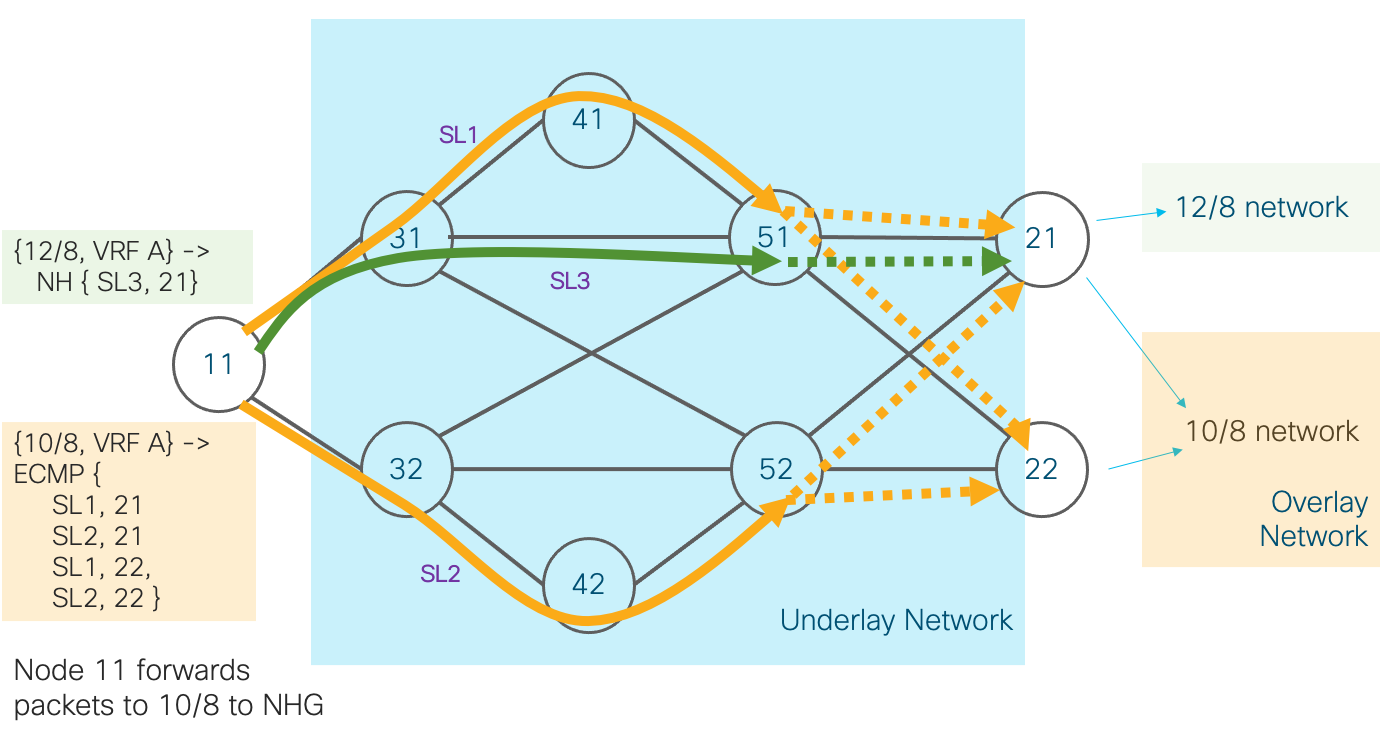 41
SL1
31
51
21
12/8 network
{12/8, VRF A} ->
NH { SL3, 21}
SL3
11
{10/8, VRF A} ->
ECMP {
SL1, 21
SL2, 21
SL1, 22,
SL2, 22 }
32
52
22
10/8 network
Overlay
Network
SL2
42
Underlay Network
Node 11 forwards
packets to 10/8 to NHG